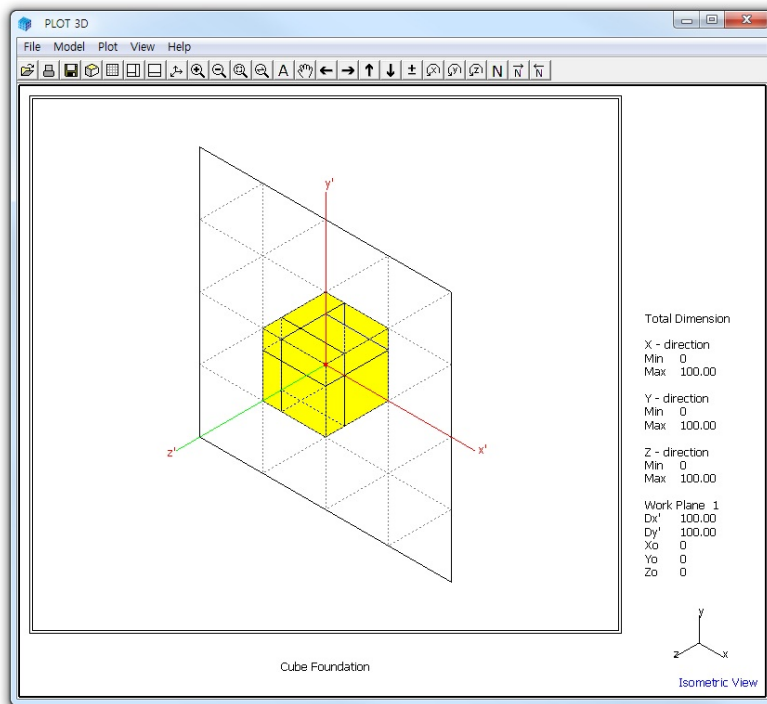 PLOT 3D
File Model Plot View Help
A ± (x) (y) (z) N N N
y'
z'
x'
Total Dimension
X - direction
Min 0
Max 100.00
Y - direction
Min 0
Max 100.00
Z - direction
Min 0
Max 100.00
Work Plane 1
Dx' 100.00
Dy' 100.00
Xo 0
Yo 0
Zo 0
y
z x
Cube Foundation
Isometric View